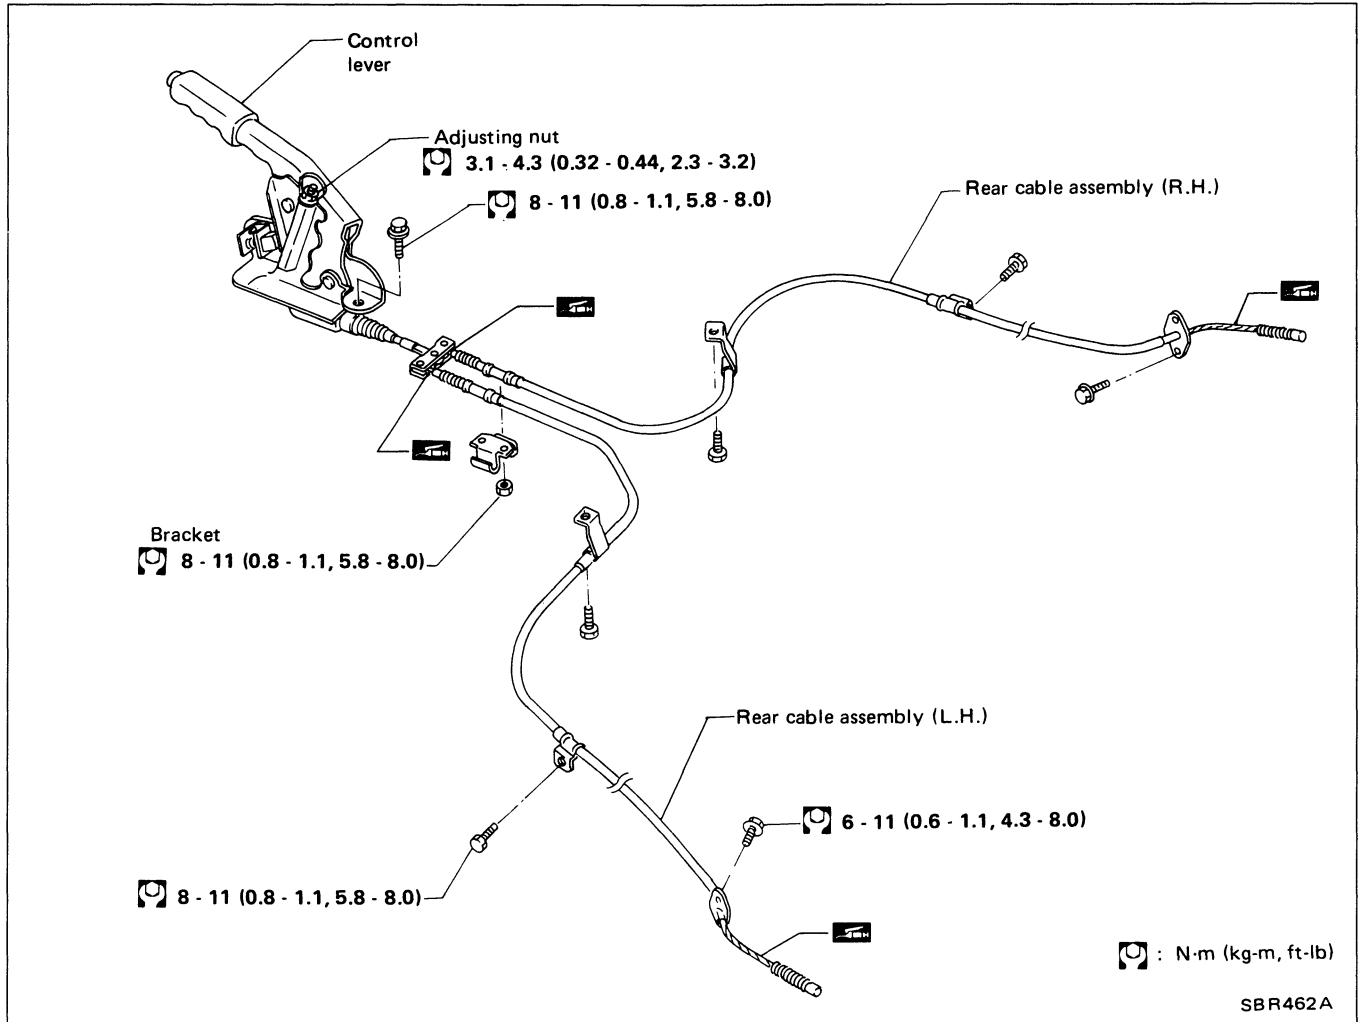 Control
lever
Adjusting nut
3.1 - 4.3 (0.32 - 0.44, 2.3 - 3.2)
8 - 11 (0.8 - 1.1, 5.8 - 8.0)
Rear cable assembly (R.H.)
Bracket
8 - 11 (0.8 - 1.1, 5.8 - 8.0)
Rear cable assembly (L.H.)
6 - 11 (0.6 - 1.1, 4.3 - 8.0)
8 - 11 (0.8 - 1.1, 5.8 - 8.0)
: N·m (kg-m, ft-lb)
SBR462A